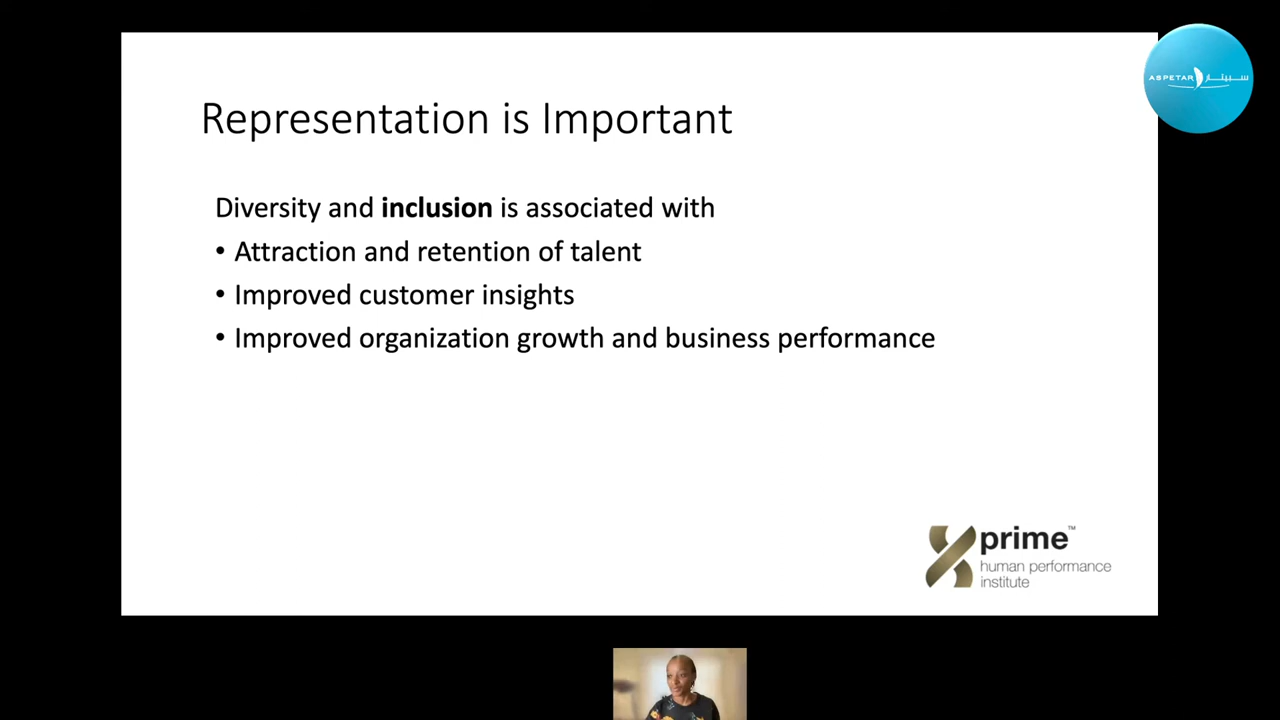 ASPETAR سبيتار
Representation is Important
Diversity and inclusion is associated with
• Attraction and retention of talent
• Improved customer insights
• Improved organization growth and business performance
prime™
human performance
institute